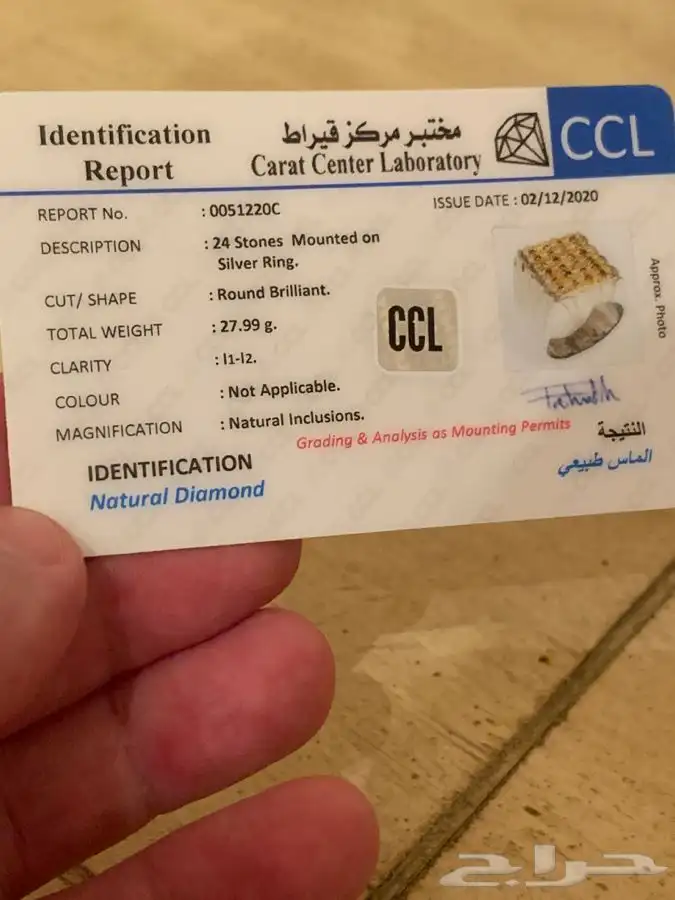 Identification
Report
مختبر مركز قيراط
Carat Center Laboratory
CCL
REPORT No. : 0051220C
ISSUE DATE : 02/12/2020
DESCRIPTION : 24 Stones Mounted on
Silver Ring.
CUT/ SHAPE : Round Brilliant.
TOTAL WEIGHT : 27.99 g.
CLARITY : I1-I2.
COLOUR : Not Applicable.
MAGNIFICATION : Natural Inclusions.
CCL
Approx. Photo
Grading & Analysis as Mounting Permits
النتيجة
الماس طبيعي
IDENTIFICATION
Natural Diamond
حراج